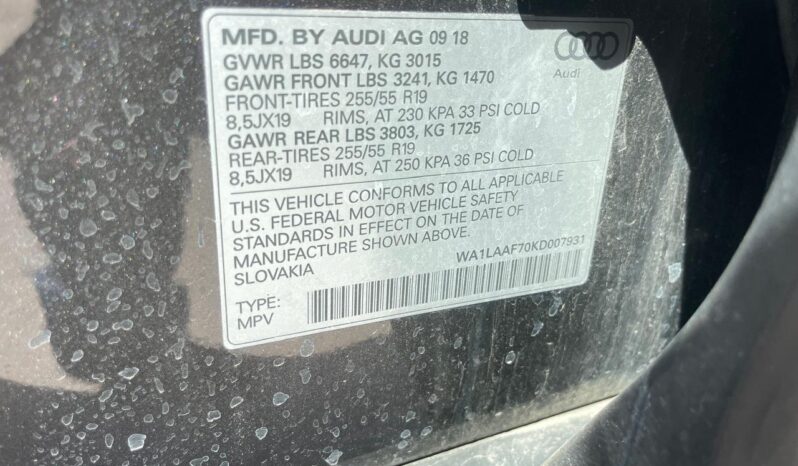 MFD. BY AUDI AG 09 18
GVWR LBS 6647, KG 3015
GAWR FRONT LBS 3241, KG 1470
FRONT-TIRES 255/55 R19
8,5JX19 RIMS, AT 230 KPA 33 PSI COLD
GAWR REAR LBS 3803, KG 1725
REAR-TIRES 255/55 R19
8,5JX19 RIMS, AT 250 KPA 36 PSI COLD
Audi
THIS VEHICLE CONFORMS TO ALL APPLICABLE
U.S. FEDERAL MOTOR VEHICLE SAFETY
STANDARDS IN EFFECT ON THE DATE OF
MANUFACTURE SHOWN ABOVE.
SLOVAKIA
WA1LAAF70KD007931
TYPE:
MPV